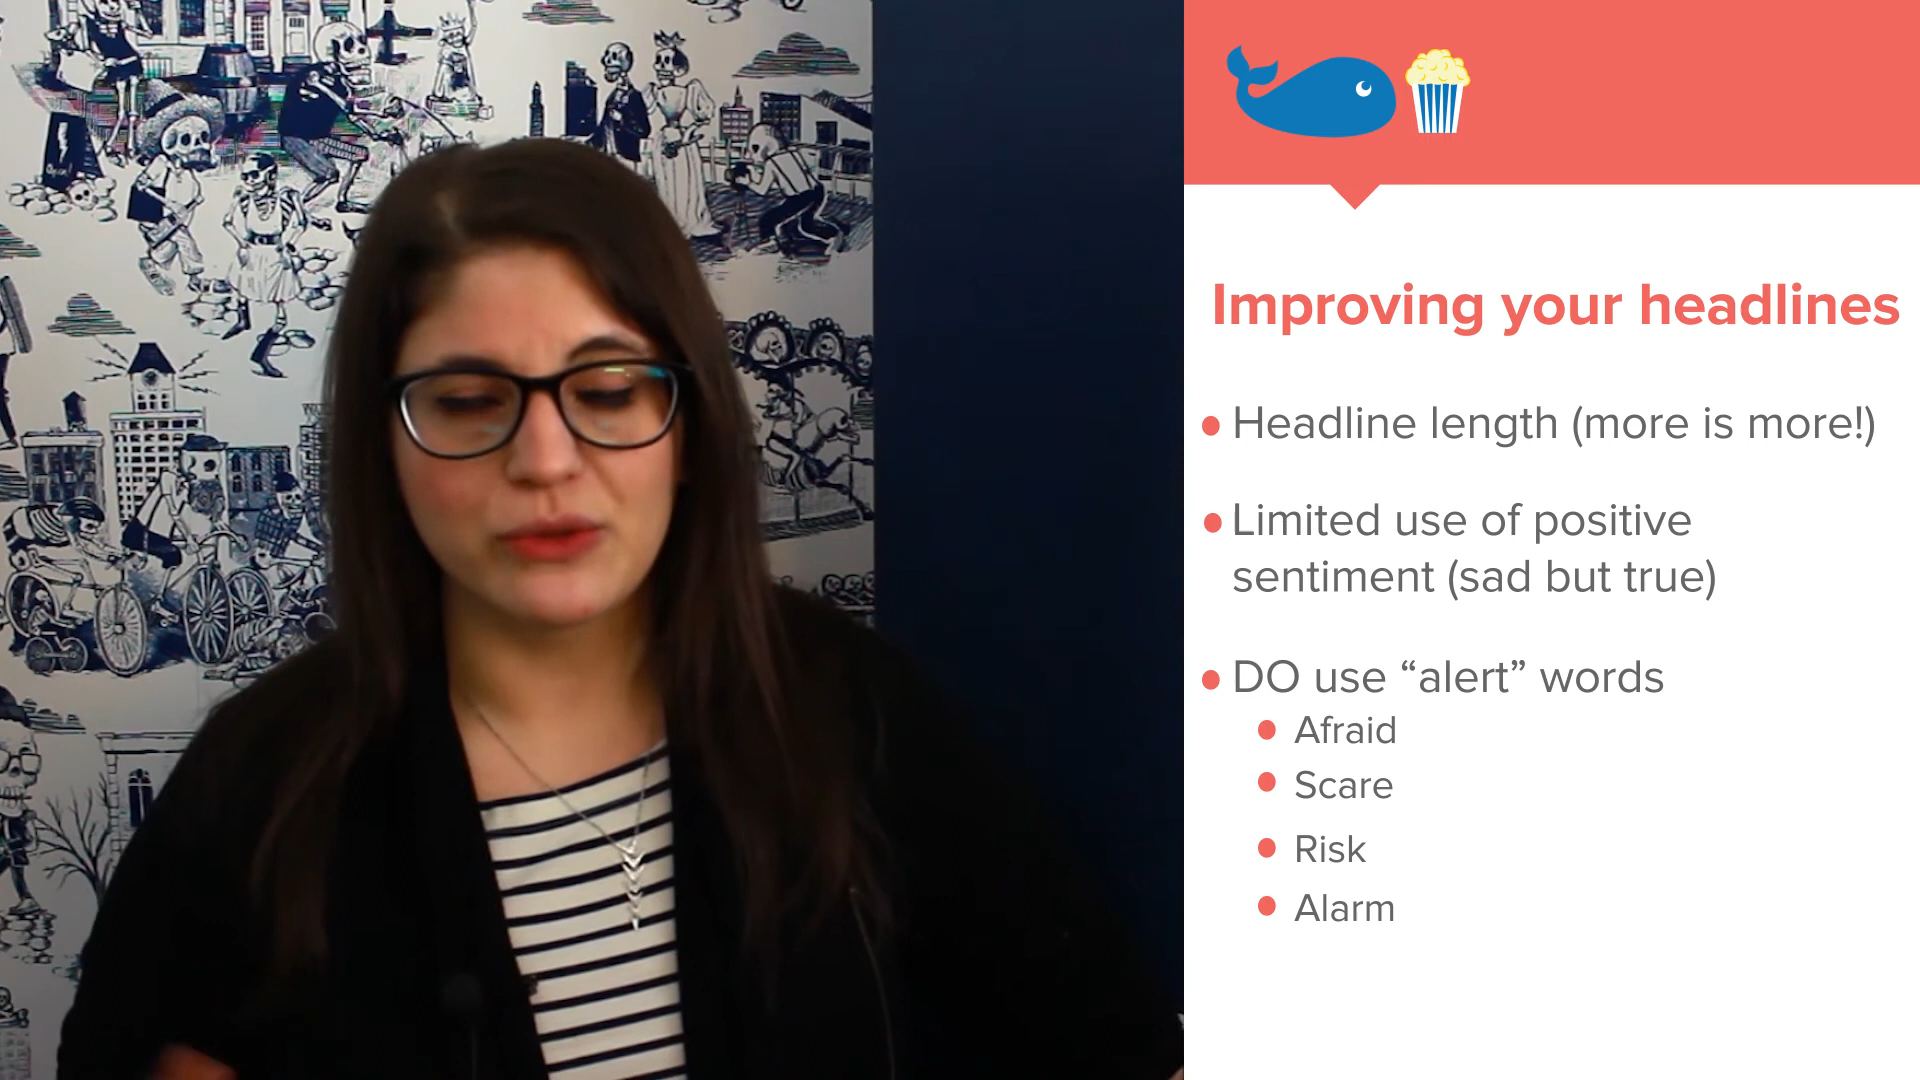 Improving your headlines
Headline length (more is more!)
Limited use of positive
sentiment (sad but true)
DO use “alert” words
Afraid
Scare
Risk
Alarm